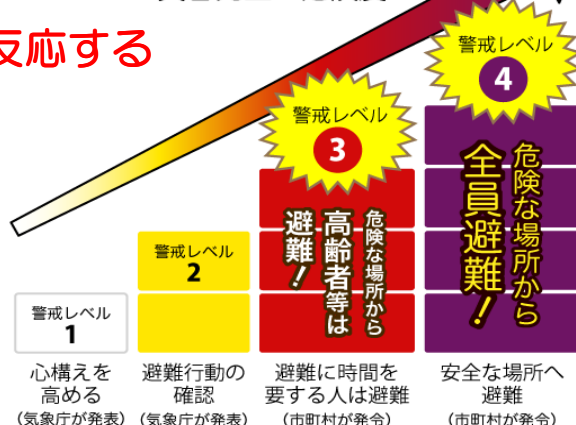 反応する
警戒レベル
4
警戒レベル
3
危険な場所から
全員避難!
危険な場所から
高齢者等は
避難!
警戒レベル
2
警戒レベル
1
心構えを
高める
(気象庁が発表)
避難行動の
確認
(気象庁が発表)
避難に時間を
要する人は避難
(市町村が発令)
安全な場所へ
避難
(市町村が発令)